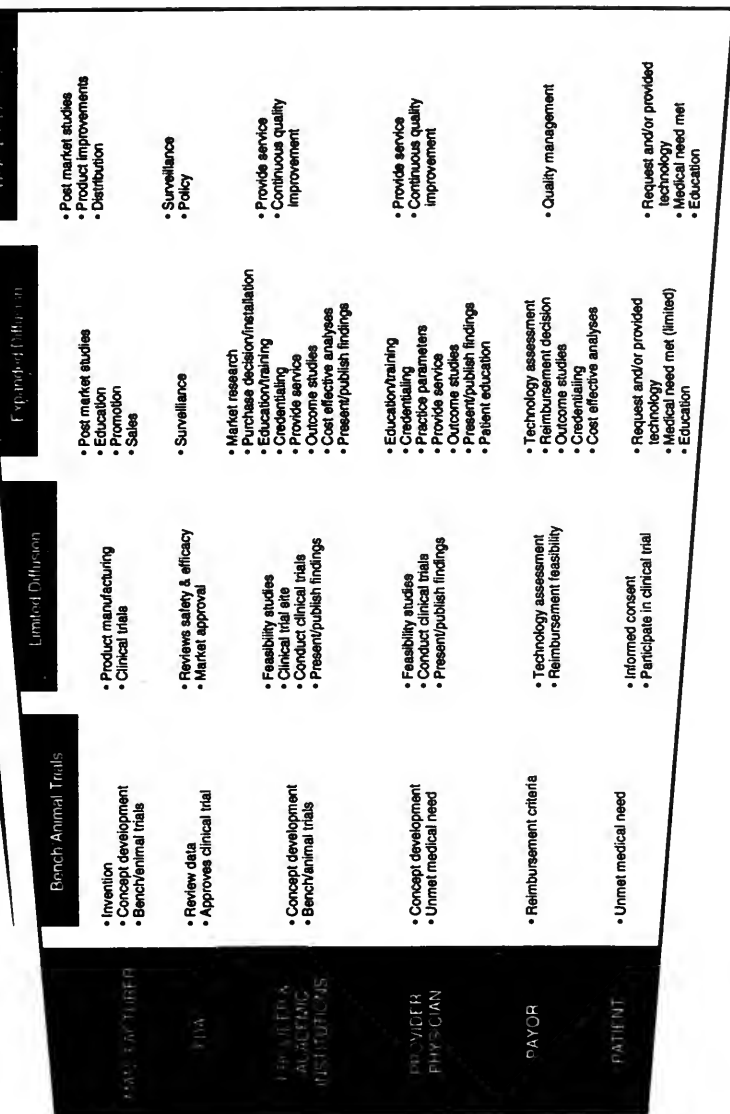 Bench Animal Trials
Limited Diffusion
Expanded Diffusion
MANUFACTURER
• Invention
• Concept development
• Bench/animal trials
• Product manufacturing
• Clinical trials
• Post market studies
• Education
• Promotion
• Sales
• Post market studies
• Product improvements
• Distribution
FDA
• Review data
• Approves clinical trial
• Reviews safety & efficacy
• Market approval
• Surveillance
• Surveillance
• Policy
ACADEMIC
INSTITUTIONS
• Concept development
• Bench/animal trials
• Feasibility studies
• Clinical trial site
• Conduct clinical trials
• Present/publish findings
• Market research
• Purchase decision/installation
• Education/training
• Credentialing
• Provide service
• Outcome studies
• Cost effective analyses
• Present/publish findings
• Provide service
• Continuous quality
improvement
PROVIDER
PHYSICIAN
• Concept development
• Unmet medical need
• Feasibility studies
• Conduct clinical trials
• Present/publish findings
• Education/training
• Credentialing
• Practice parameters
• Provide service
• Outcome studies
• Present/publish findings
• Patient education
• Provide service
• Continuous quality
improvement
PAYOR
• Reimbursement criteria
• Technology assessment
• Reimbursement feasibility
• Technology assessment
• Reimbursement decision
• Outcome studies
• Credentialing
• Cost effective analyses
• Quality management
PATIENT
• Unmet medical need
• Informed consent
• Participate in clinical trial
• Request and/or provided
technology
• Medical need met (limited)
• Education
• Request and/or provided
technology
• Medical need met
• Education